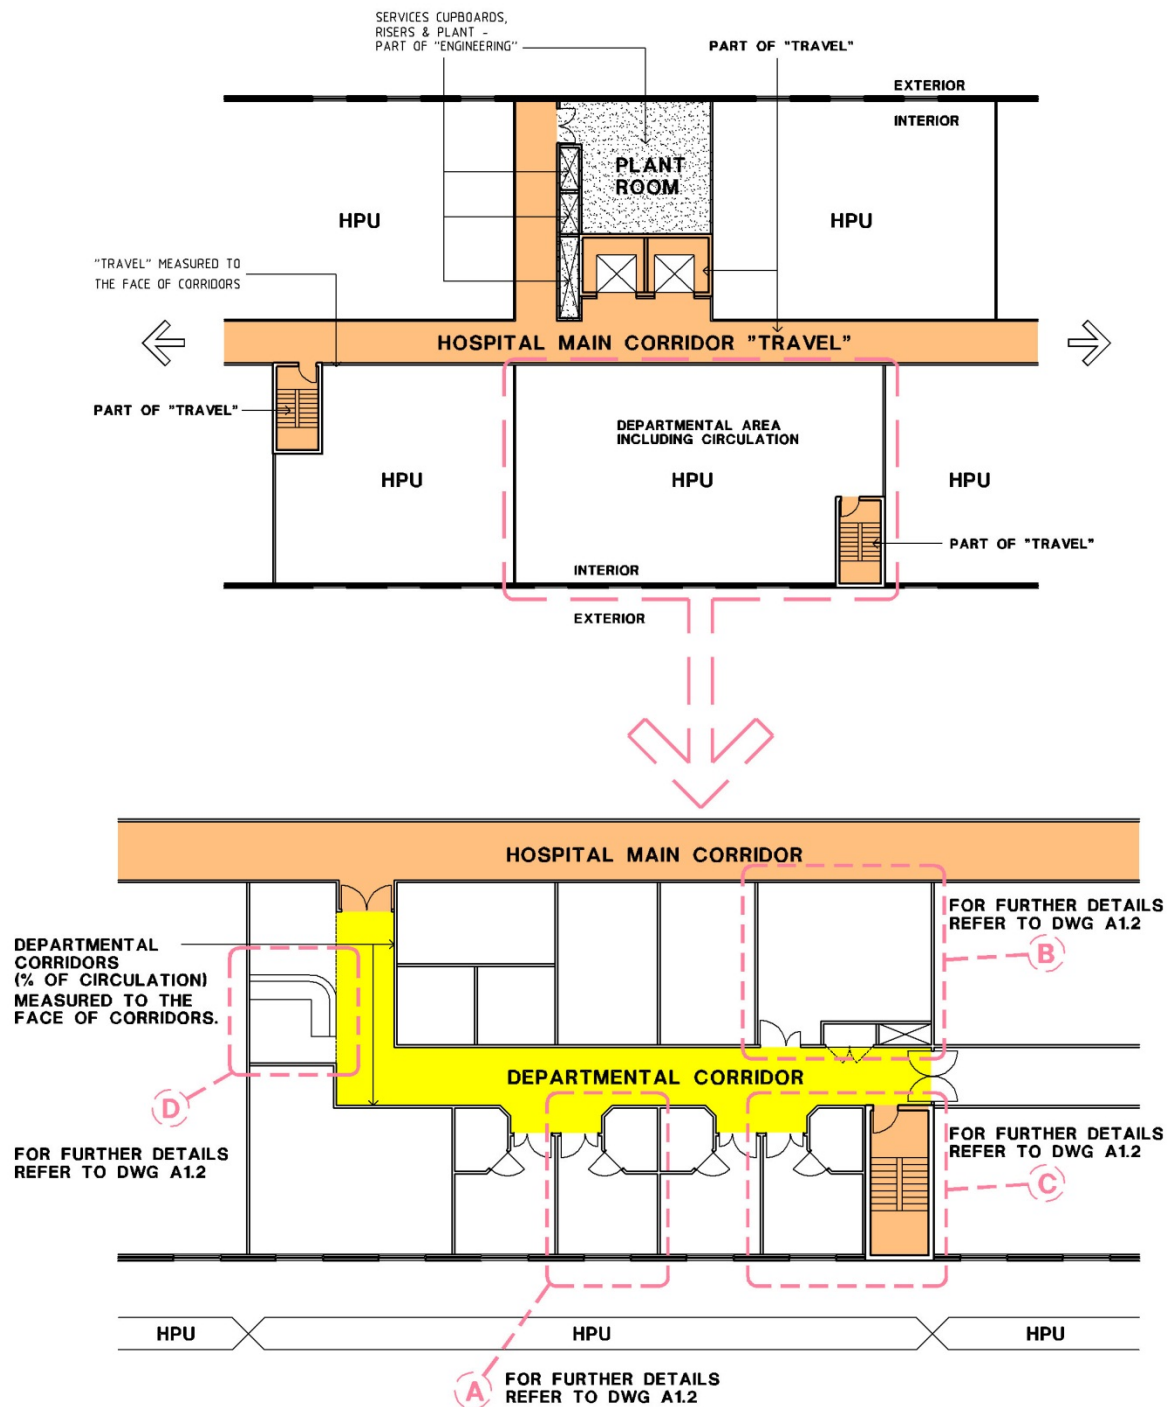 SERVICES CUPBOARDS,
RISERS & PLANT -
PART OF "ENGINEERING"
PART OF "TRAVEL"
EXTERIOR
INTERIOR
PLANT
ROOM
HPU
HPU
"TRAVEL" MEASURED TO
THE FACE OF CORRIDORS
HOSPITAL MAIN CORRIDOR "TRAVEL"
PART OF "TRAVEL"
DEPARTMENTAL AREA
INCLUDING CIRCULATION
HPU
HPU
HPU
PART OF "TRAVEL"
INTERIOR
EXTERIOR
HOSPITAL MAIN CORRIDOR
FOR FURTHER DETAILS
REFER TO DWG A1.2
B
DEPARTMENTAL
CORRIDORS
(% OF CIRCULATION)
MEASURED TO THE
FACE OF CORRIDORS.
DEPARTMENTAL CORRIDOR
D
FOR FURTHER DETAILS
REFER TO DWG A1.2
FOR FURTHER DETAILS
REFER TO DWG A1.2
C
HPU
HPU
HPU
A
FOR FURTHER DETAILS
REFER TO DWG A1.2